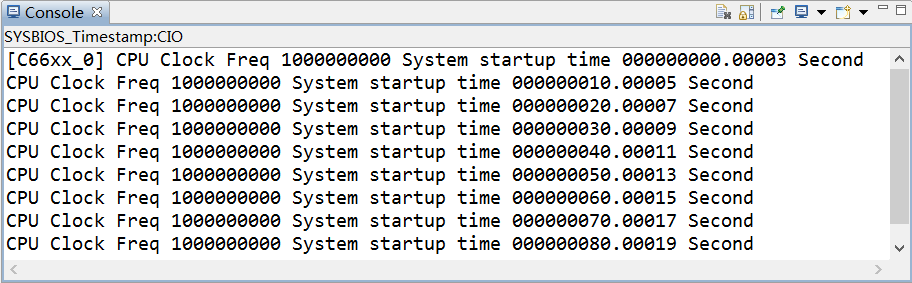 Console
SYSBIOS_Timestamp:CIO
[C66xx_0] CPU Clock Freq 1000000000 System startup time 000000000.00003 Second
CPU Clock Freq 1000000000 System startup time 000000010.00005 Second
CPU Clock Freq 1000000000 System startup time 000000020.00007 Second
CPU Clock Freq 1000000000 System startup time 000000030.00009 Second
CPU Clock Freq 1000000000 System startup time 000000040.00011 Second
CPU Clock Freq 1000000000 System startup time 000000050.00013 Second
CPU Clock Freq 1000000000 System startup time 000000060.00015 Second
CPU Clock Freq 1000000000 System startup time 000000070.00017 Second
CPU Clock Freq 1000000000 System startup time 000000080.00019 Second